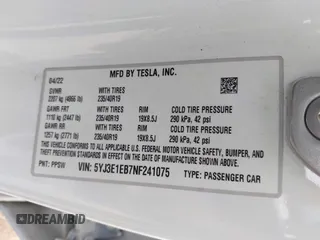 MFD BY TESLA, INC.
04/22
GVWR WITH TIRES
2207 kg (4866 lb) 235/40R19
GAWR FRT WITH TIRES RIM COLD TIRE PRESSURE
1110 kg (2447 lb) 235/40R19 19X8.5J 290 kPa, 42 psi
GAWR RR WITH TIRES RIM COLD TIRE PRESSURE
1257 kg (2771 lb) 235/40R19 19X8.5J 290 kPa, 42 psi
THIS VEHICLE CONFORMS TO ALL APPLICABLE FEDERAL MOTOR VEHICLE
SAFETY, BUMPER, AND THEFT PREVENTION STANDARDS IN EFFECT ON
THE DATE OF MANUFACTURE SHOWN ABOVE.
PNT: PPSW VIN: 5YJ3E1EB7NF241075 TYPE: PASSENGER CAR
DIDAUTOBID